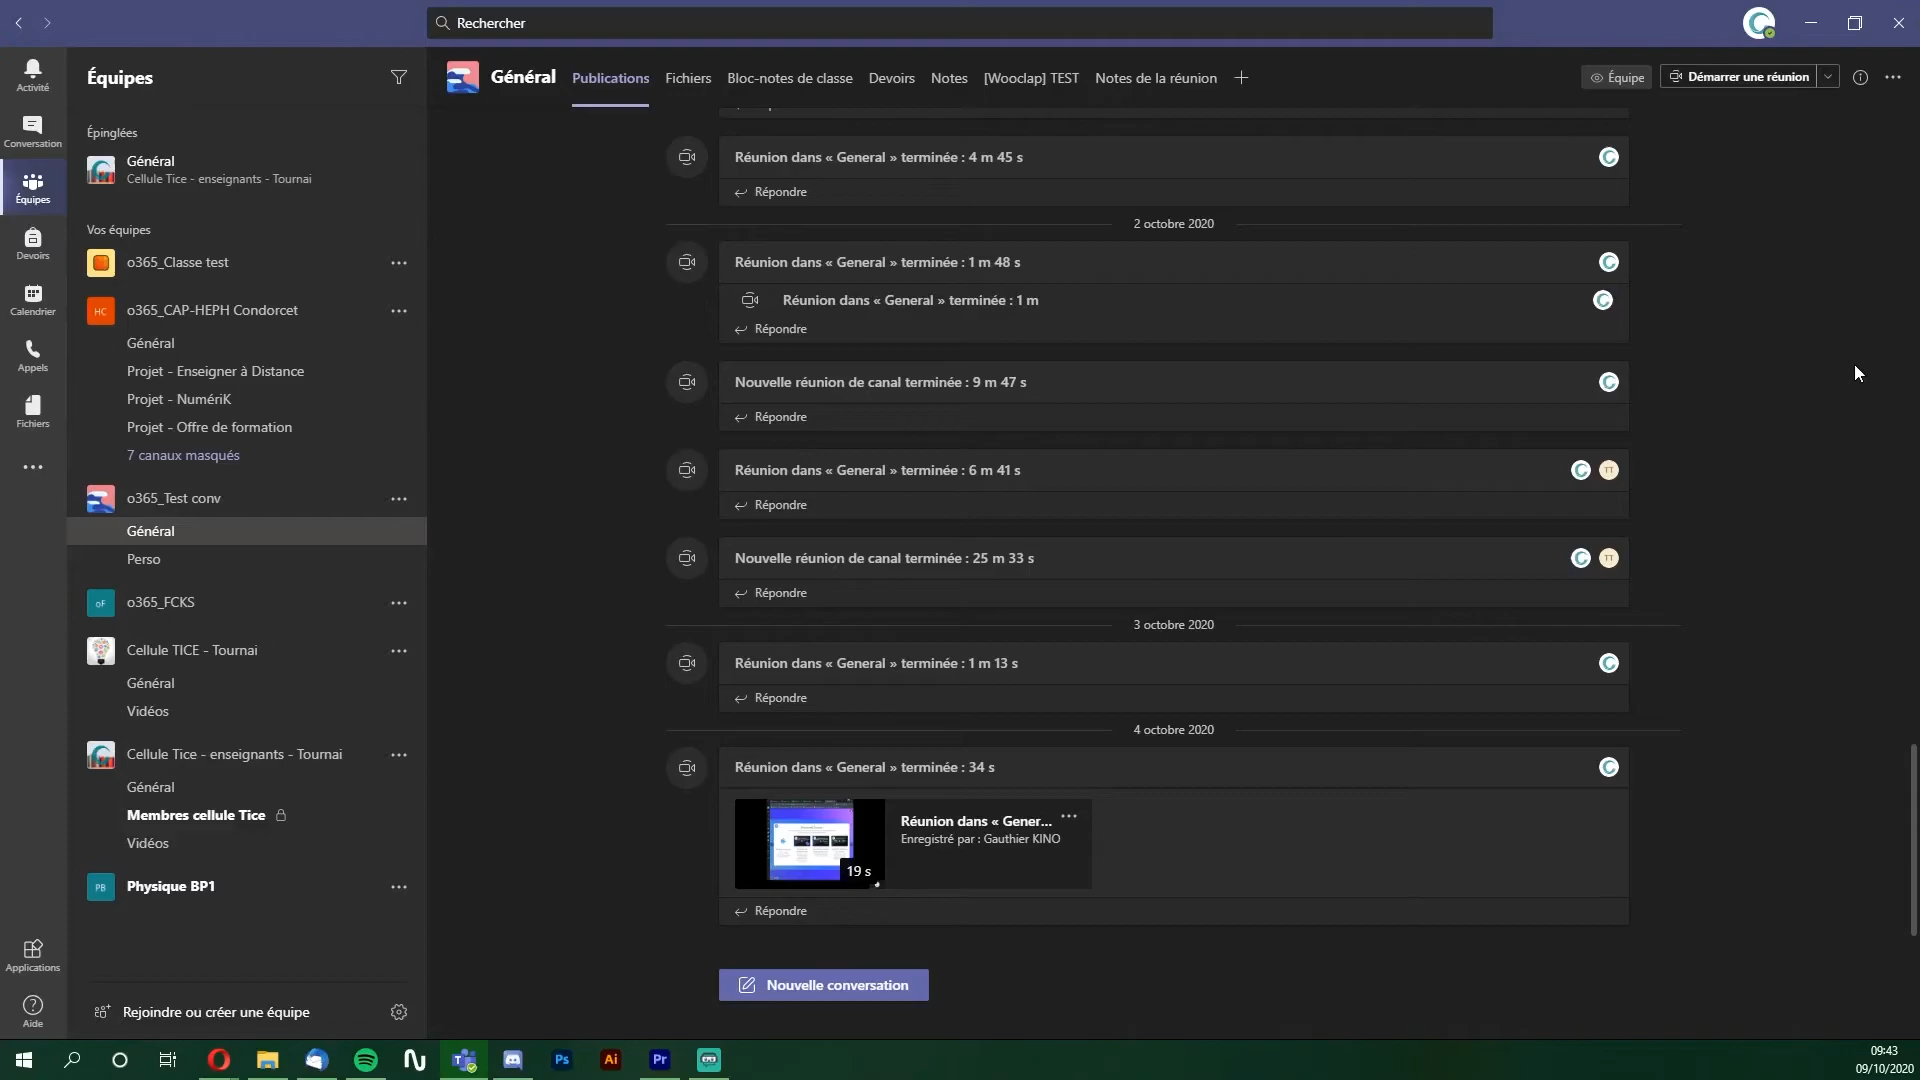 Rechercher
Activité
Conversation
Équipes
Devoirs
Calendrier
Appels
Fichiers
Applications
Aide
Équipes
Épinglées
Général
Cellule Tice - enseignants - Tournai
Vos équipes
o365_Classe test
HC
o365_CAP-HEPH Condorcet
Général
Projet - Enseigner à Distance
Projet - NumériK
Projet - Offre de formation
7 canaux masqués
o365_Test conv
Général
Perso
oF
o365_FCKS
Cellule TICE - Tournai
Général
Vidéos
Cellule Tice - enseignants - Tournai
Général
Membres cellule Tice
Vidéos
PB
Physique BP1
Rejoindre ou créer une équipe
Général
Publications
Fichiers
Bloc-notes de classe
Devoirs
Notes
[Wooclap] TEST
Notes de la réunion
Équipe
Démarrer une réunion
Réunion dans « General » terminée : 4 m 45 s
Répondre
2 octobre 2020
Réunion dans « General » terminée : 1 m 48 s
Réunion dans « General » terminée : 1 m
Répondre
Nouvelle réunion de canal terminée : 9 m 47 s
Répondre
Réunion dans « General » terminée : 6 m 41 s
TT
Répondre
Nouvelle réunion de canal terminée : 25 m 33 s
TT
Répondre
3 octobre 2020
Réunion dans « General » terminée : 1 m 13 s
Répondre
4 octobre 2020
Réunion dans « General » terminée : 34 s
19 s
Réunion dans « Gener...
Enregistré par : Gauthier KINO
Répondre
Nouvelle conversation
Ps
Ai
Pr
09:43
09/10/2020